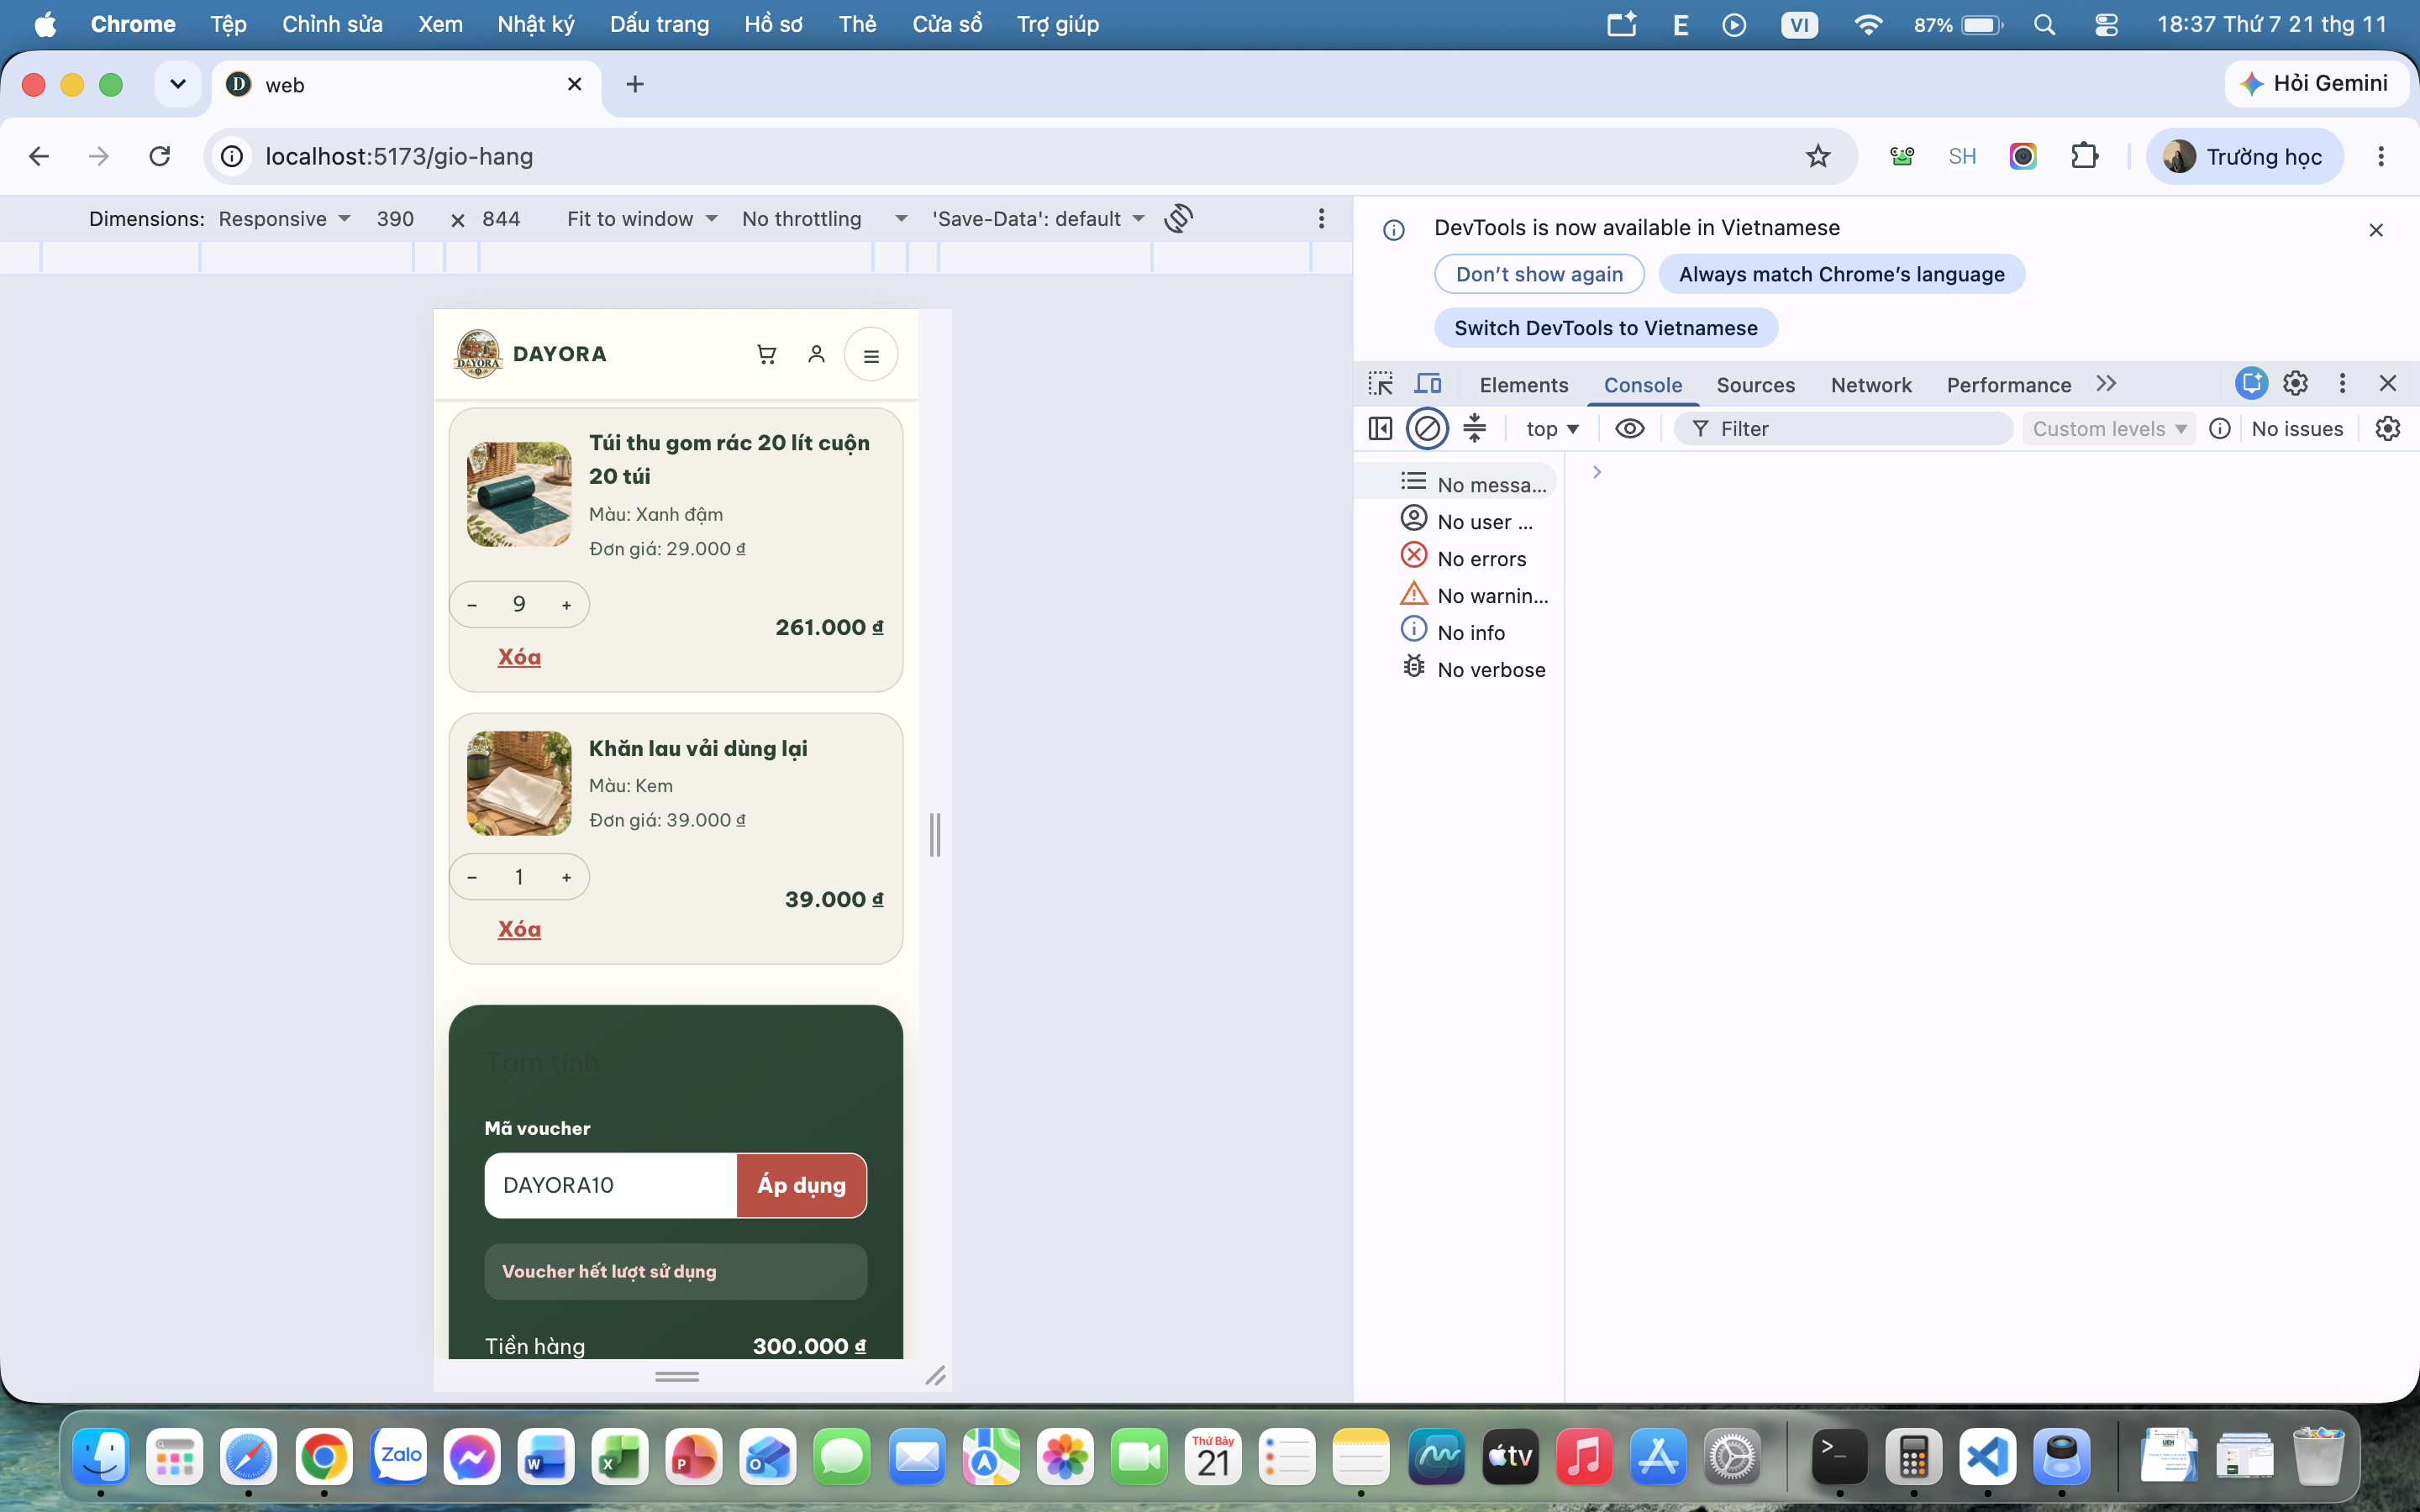 Chrome Tệp Chỉnh sửa Xem Nhật ký Dấu trang Hồ sơ Thẻ Cửa sổ Trợ giúp E VI 87% 18:37 Thứ 7 21 thg 11
D web Hỏi Gemini
localhost:5173/gio-hang SH Trường học
Dimensions: Responsive 390 × 844 Fit to window No throttling 'Save-Data': default
DevTools is now available in Vietnamese
Don't show again Always match Chrome's language
Switch DevTools to Vietnamese
Elements Console Sources Network Performance
top Filter Custom levels No issues
No messa...
No user ...
No errors
No warnin...
No info
No verbose
DAYORA DAYORA
Túi thu gom rác 20 lít cuộn
20 túi
Màu: Xanh đậm
Đơn giá: 29.000 ₫
− 9 +
261.000 ₫
Xóa
Khăn lau vải dùng lại
Màu: Kem
Đơn giá: 39.000 ₫
− 1 +
39.000 ₫
Xóa
Tạm tính
Mã voucher
DAYORA10 Áp dụng
Voucher hết lượt sử dụng
Tiền hàng 300.000 ₫
Zalo W X P O Thứ Bảy 21 tv